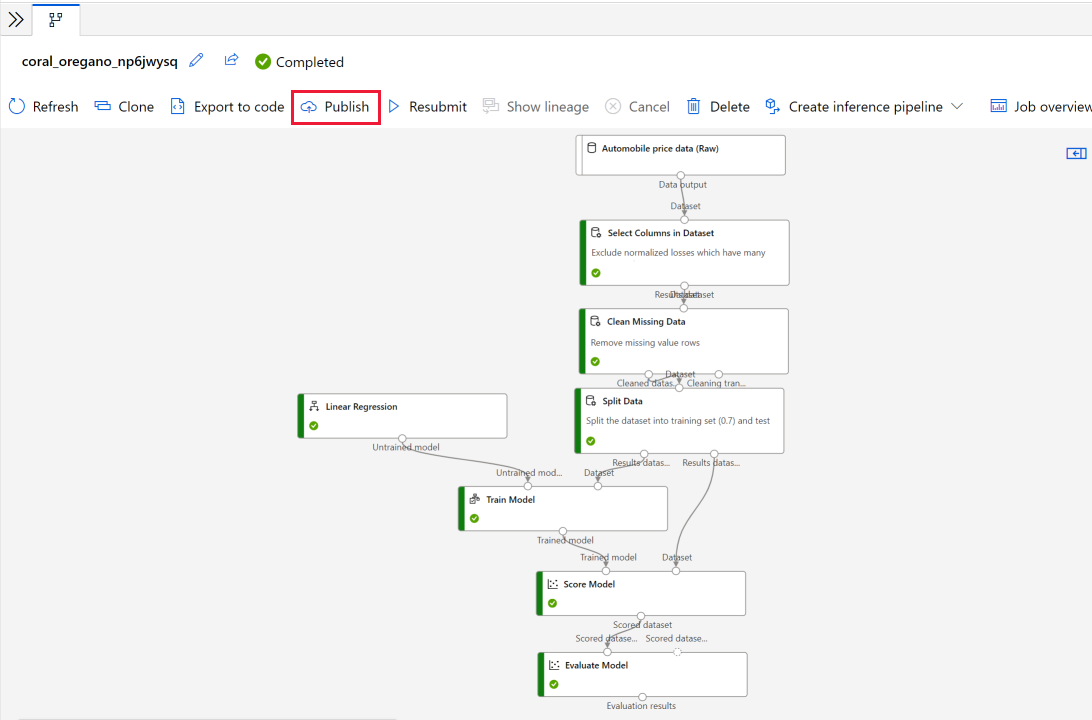 coral_oregano_np6jwysq Completed
Refresh Clone Export to code Publish Resubmit Show lineage Cancel Delete Create inference pipeline Job overview
Automobile price data (Raw)
Data output
Dataset
Select Columns in Dataset
Exclude normalized losses which have many
Results dataset
Dataset
Clean Missing Data
Remove missing value rows
Dataset
Cleaned datas... Cleaning tran...
Split Data
Split the dataset into training set (0.7) and test
Linear Regression
Untrained model
Results datas... Results datas...
Untrained mod... Dataset
Train Model
Trained model
Trained model Dataset
Score Model
Scored dataset
Scored datase... Scored datase...
Evaluate Model
Evaluation results